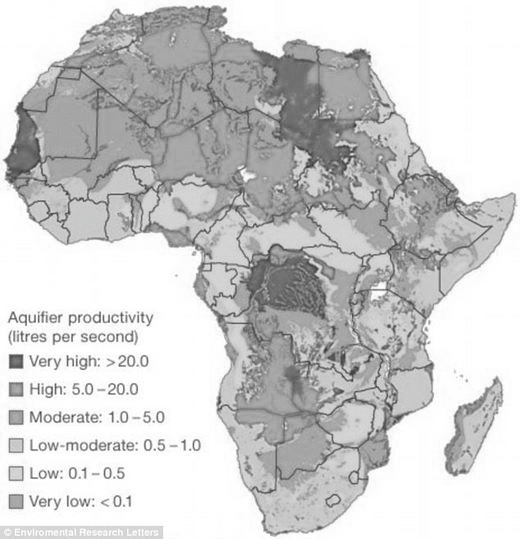 Aquifier productivity
(litres per second)
Very high: >20.0
High: 5.0–20.0
Moderate: 1.0–5.0
Low-moderate: 0.5–1.0
Low: 0.1–0.5
Very low: <0.1
© Enviromental Research Letters